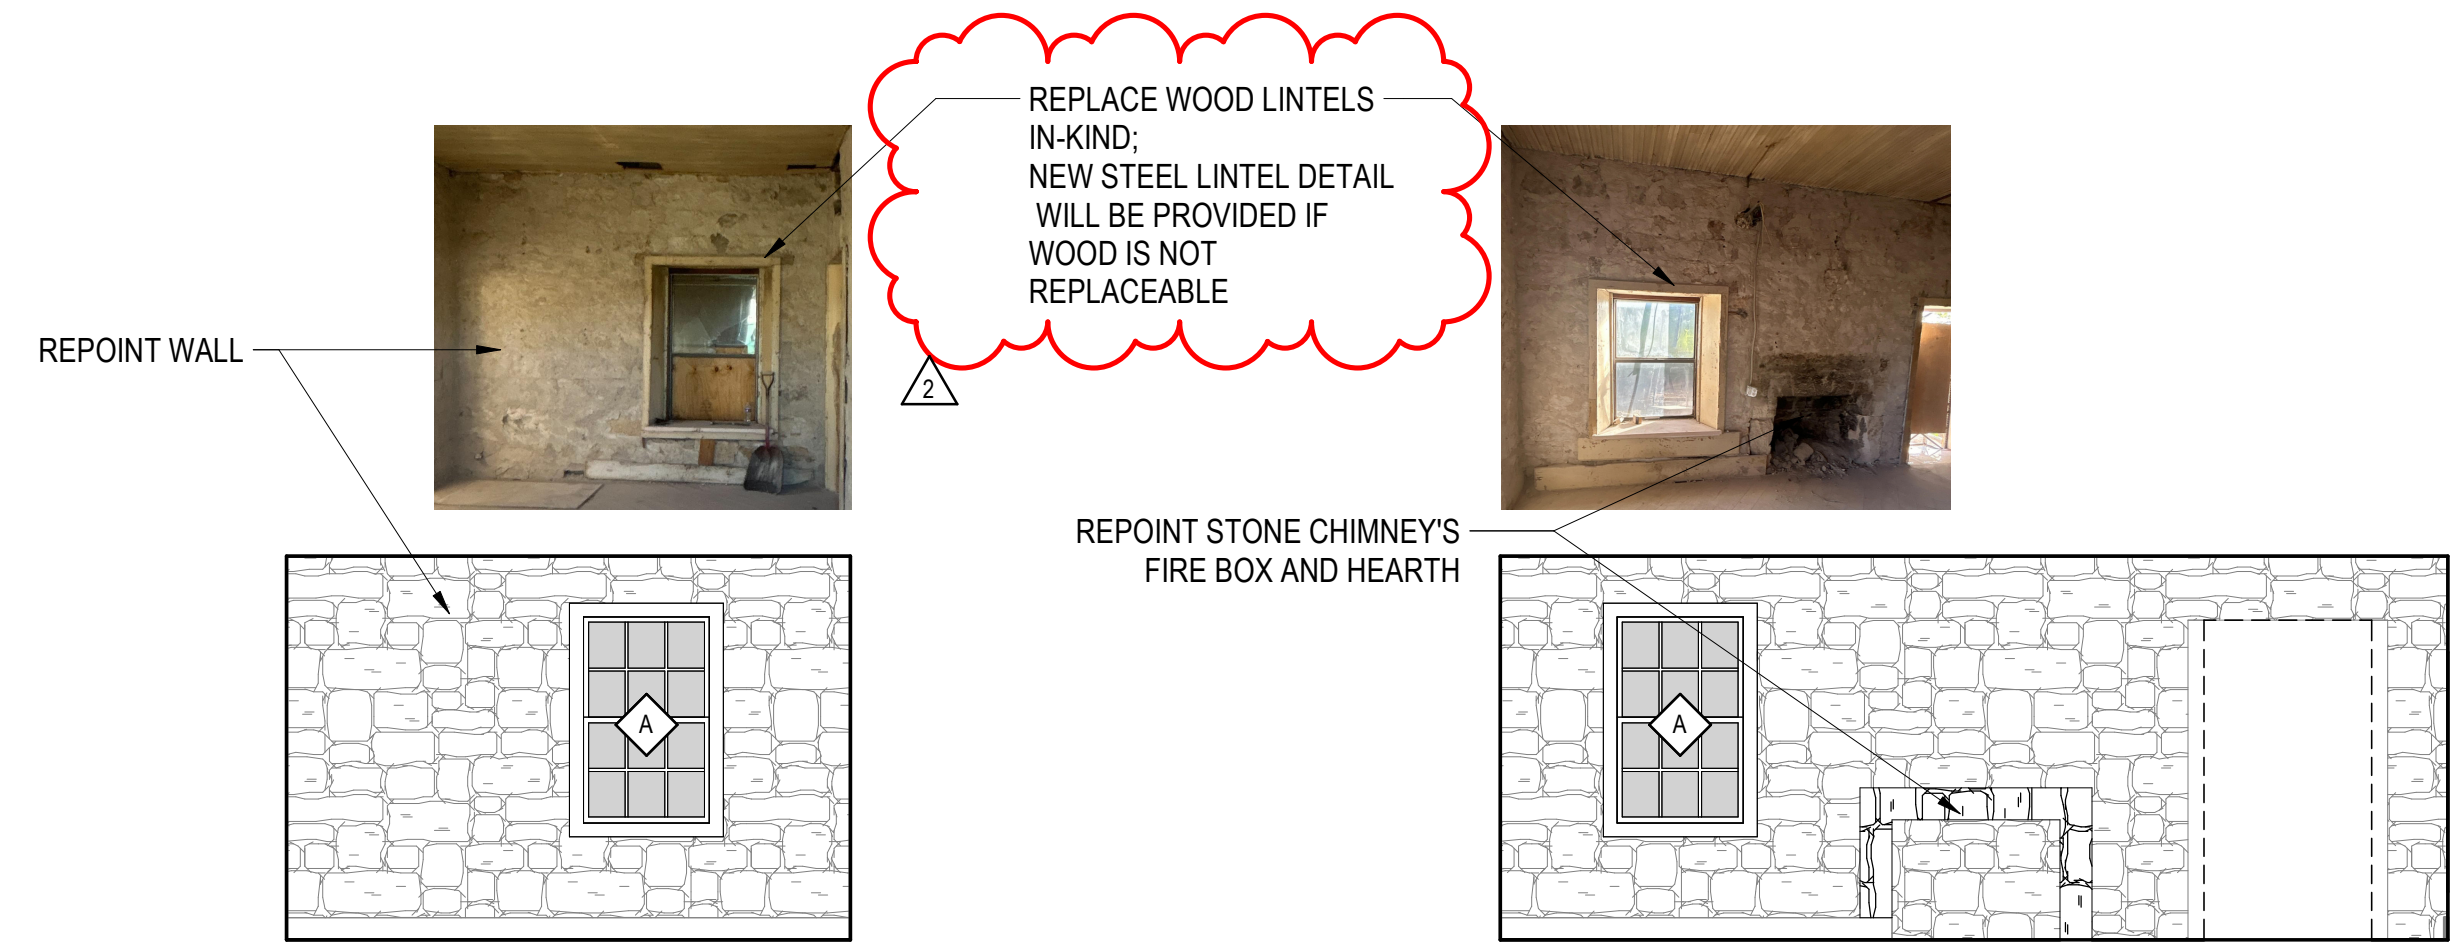 REPLACE WOOD LINTELS
IN-KIND;
NEW STEEL LINTEL DETAIL
WILL BE PROVIDED IF
WOOD IS NOT
REPLACEABLE
2
REPOINT WALL
REPOINT STONE CHIMNEY'S
FIRE BOX AND HEARTH
A
A